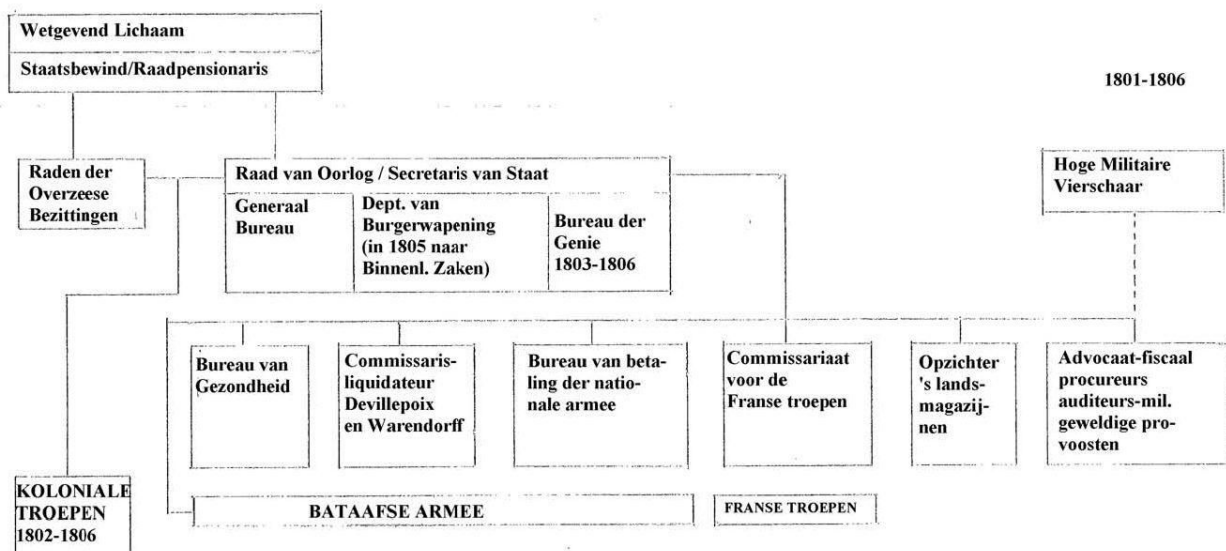 Wetgevend Lichaam
Staatsbewind/Raadpensionaris
1801-1806
Raden der
Overzeese
Bezittingen
Raad van Oorlog / Secretaris van Staat
Generaal
Bureau
Dept. van
Burgerwapening
(in 1805 naar
Binnenl. Zaken)
Bureau der
Genie
1803-1806
Hoge Militaire
Vierschaar
Bureau van
Gezondheid
Commissaris-
liquidateur
Devillepoix
en Warendorff
Bureau van beta-
ling der natio-
nale armee
Commissariaat
voor de
Franse troepen
Opzichter
's lands-
magazij-
nen
Advocaat-fiscaal
procureurs
auditeurs-mil.
geweldige pro-
voosten
KOLONIALE
TROEPEN
1802-1806
BATAAFSE ARMEE
FRANSE TROEPEN